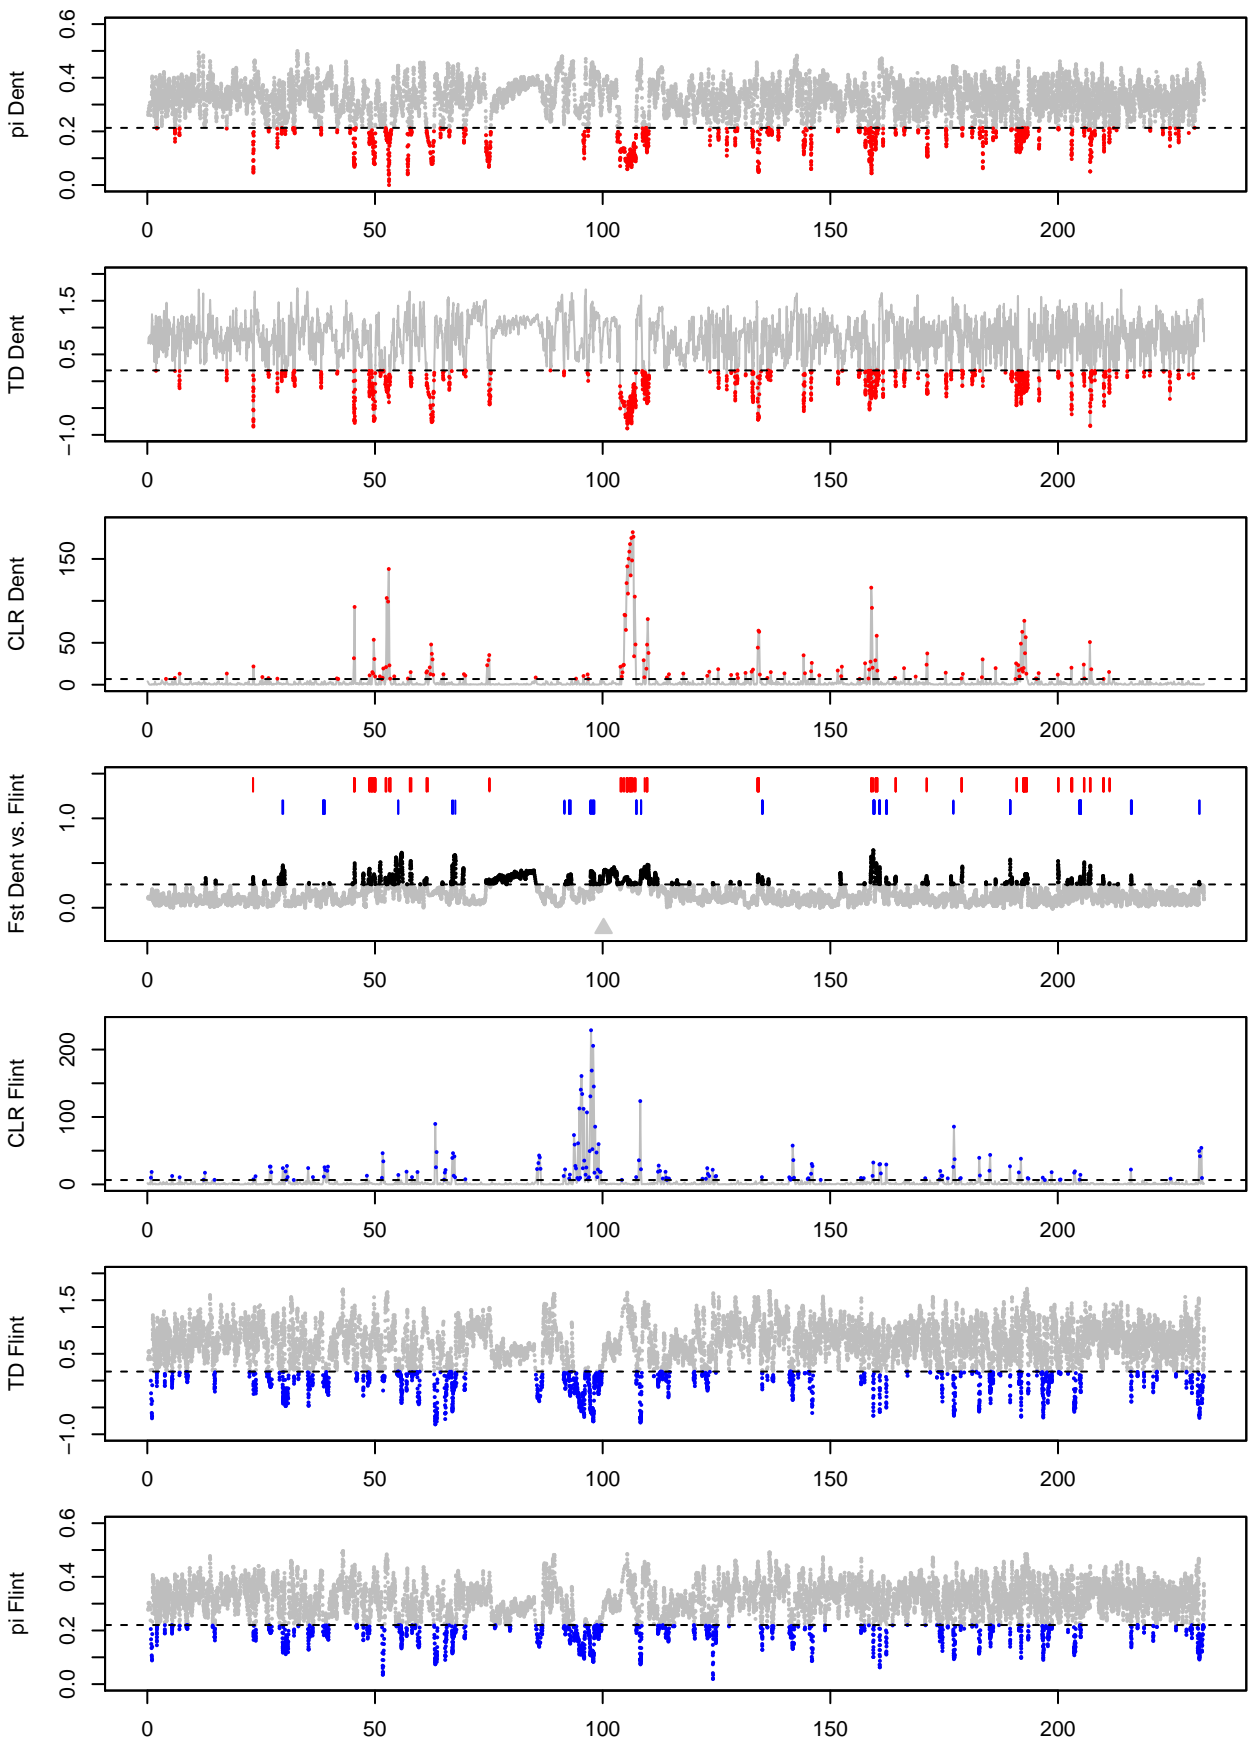 pi Dent
0.0 0.2 0.4 0.6
0 50 100 150 200
TD Dent
−1.0 0.5 1.5
0 50 100 150 200
CLR Dent
0 50 150
0 50 100 150 200
Fst Dent vs. Flint
0.0 1.0
0 50 100 150 200
CLR Flint
0 100 200
0 50 100 150 200
TD Flint
−1.0 0.5 1.5
0 50 100 150 200
pi Flint
0.0 0.2 0.4 0.6
0 50 100 150 200